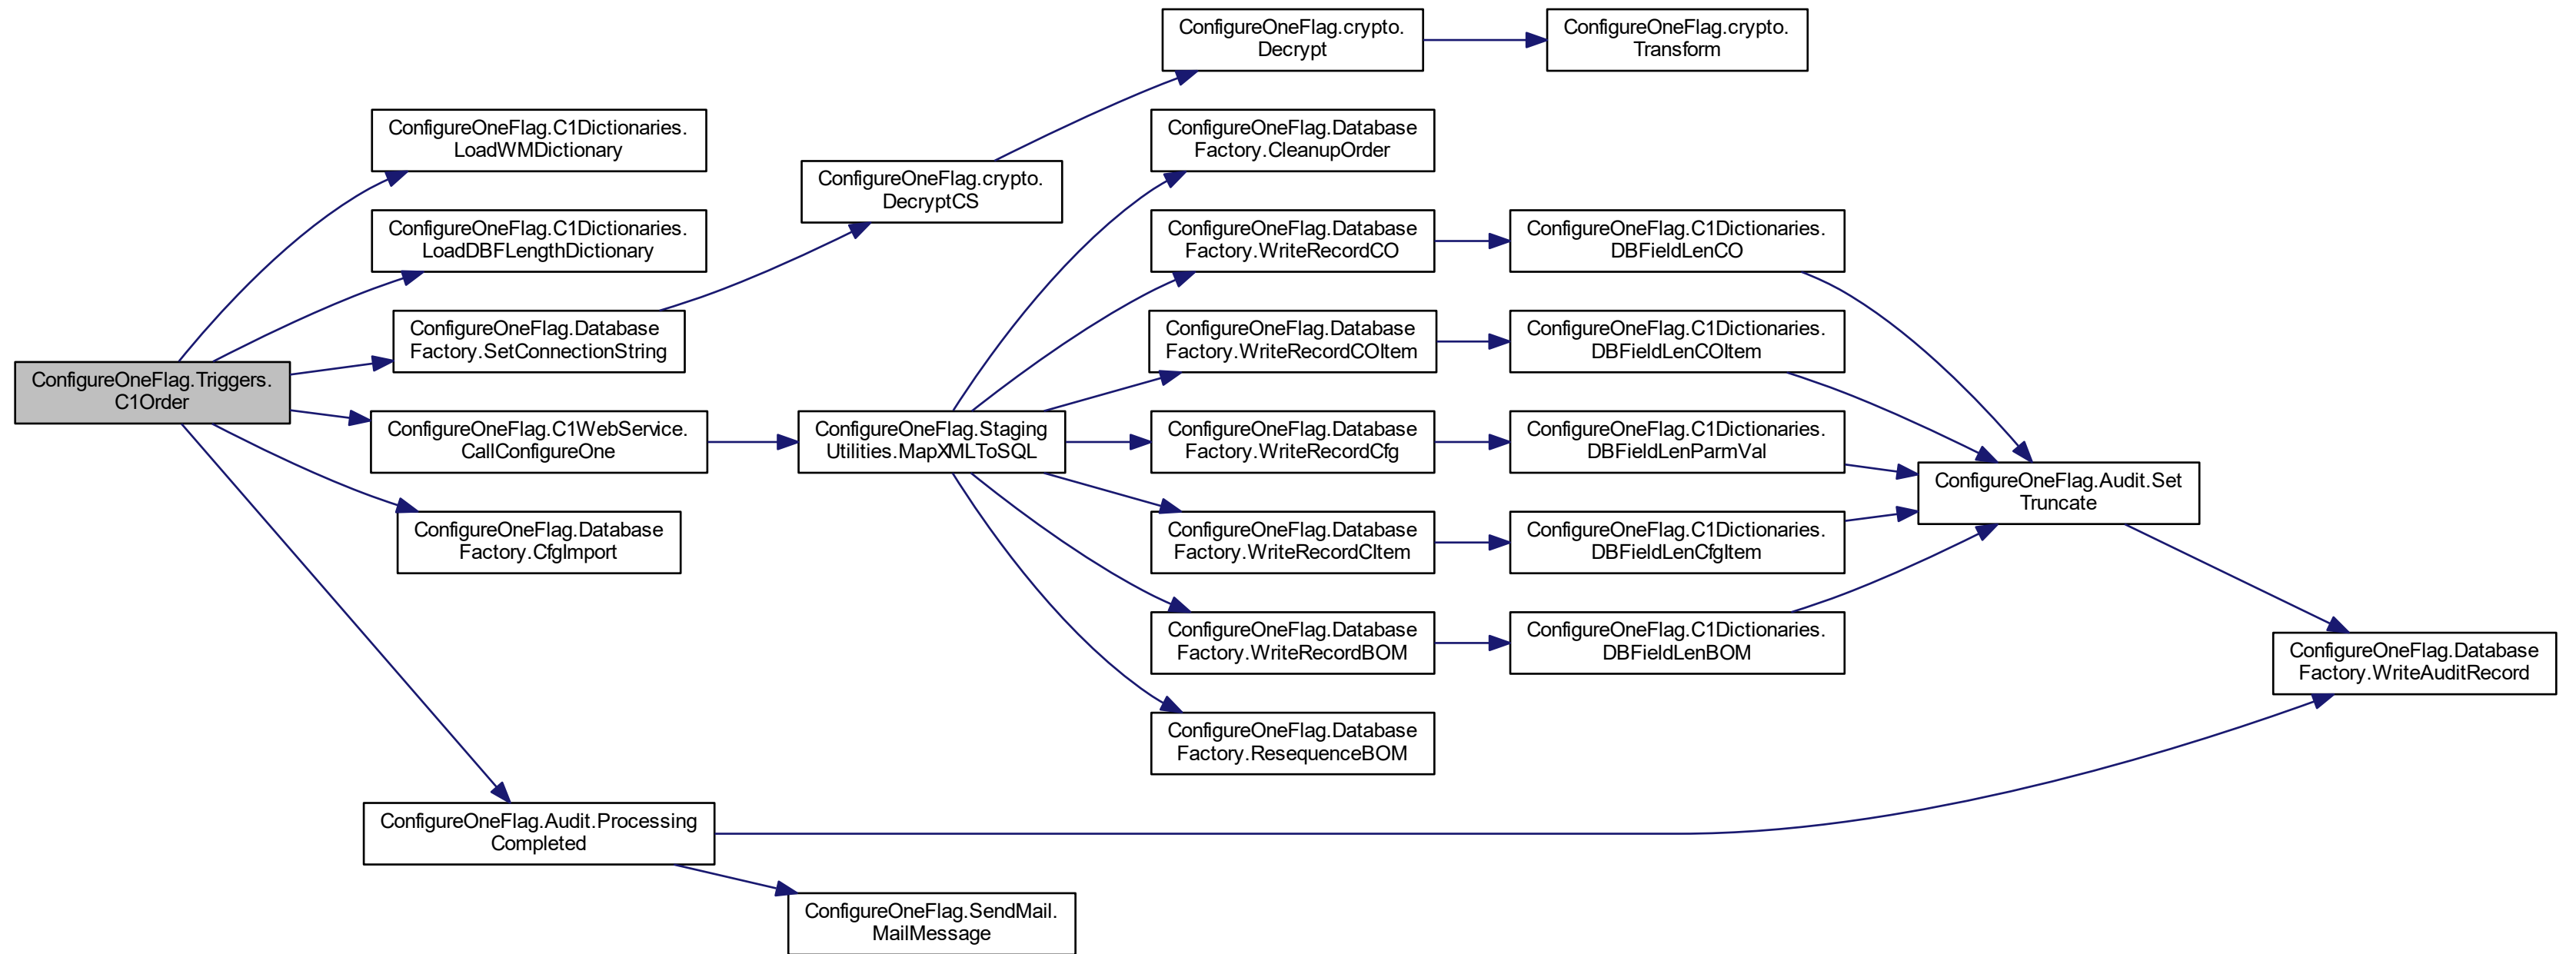 ConfigureOneFlag.Triggers.
C1Order
ConfigureOneFlag.C1Dictionaries.
LoadWMDictionary
ConfigureOneFlag.C1Dictionaries.
LoadDBFLengthDictionary
ConfigureOneFlag.Database
Factory.SetConnectionString
ConfigureOneFlag.C1WebService.
CallConfigureOne
ConfigureOneFlag.Database
Factory.CfgImport
ConfigureOneFlag.Audit.Processing
Completed
ConfigureOneFlag.crypto.
DecryptCS
ConfigureOneFlag.Staging
Utilities.MapXMLToSQL
ConfigureOneFlag.SendMail.
MailMessage
ConfigureOneFlag.crypto.
Decrypt
ConfigureOneFlag.Database
Factory.CleanupOrder
ConfigureOneFlag.Database
Factory.WriteRecordCO
ConfigureOneFlag.Database
Factory.WriteRecordCOItem
ConfigureOneFlag.Database
Factory.WriteRecordCfg
ConfigureOneFlag.Database
Factory.WriteRecordCItem
ConfigureOneFlag.Database
Factory.WriteRecordBOM
ConfigureOneFlag.Database
Factory.ResequenceBOM
ConfigureOneFlag.crypto.
Transform
ConfigureOneFlag.C1Dictionaries.
DBFieldLenCO
ConfigureOneFlag.C1Dictionaries.
DBFieldLenCOItem
ConfigureOneFlag.C1Dictionaries.
DBFieldLenParmVal
ConfigureOneFlag.C1Dictionaries.
DBFieldLenCfgItem
ConfigureOneFlag.C1Dictionaries.
DBFieldLenBOM
ConfigureOneFlag.Audit.Set
Truncate
ConfigureOneFlag.Database
Factory.WriteAuditRecord